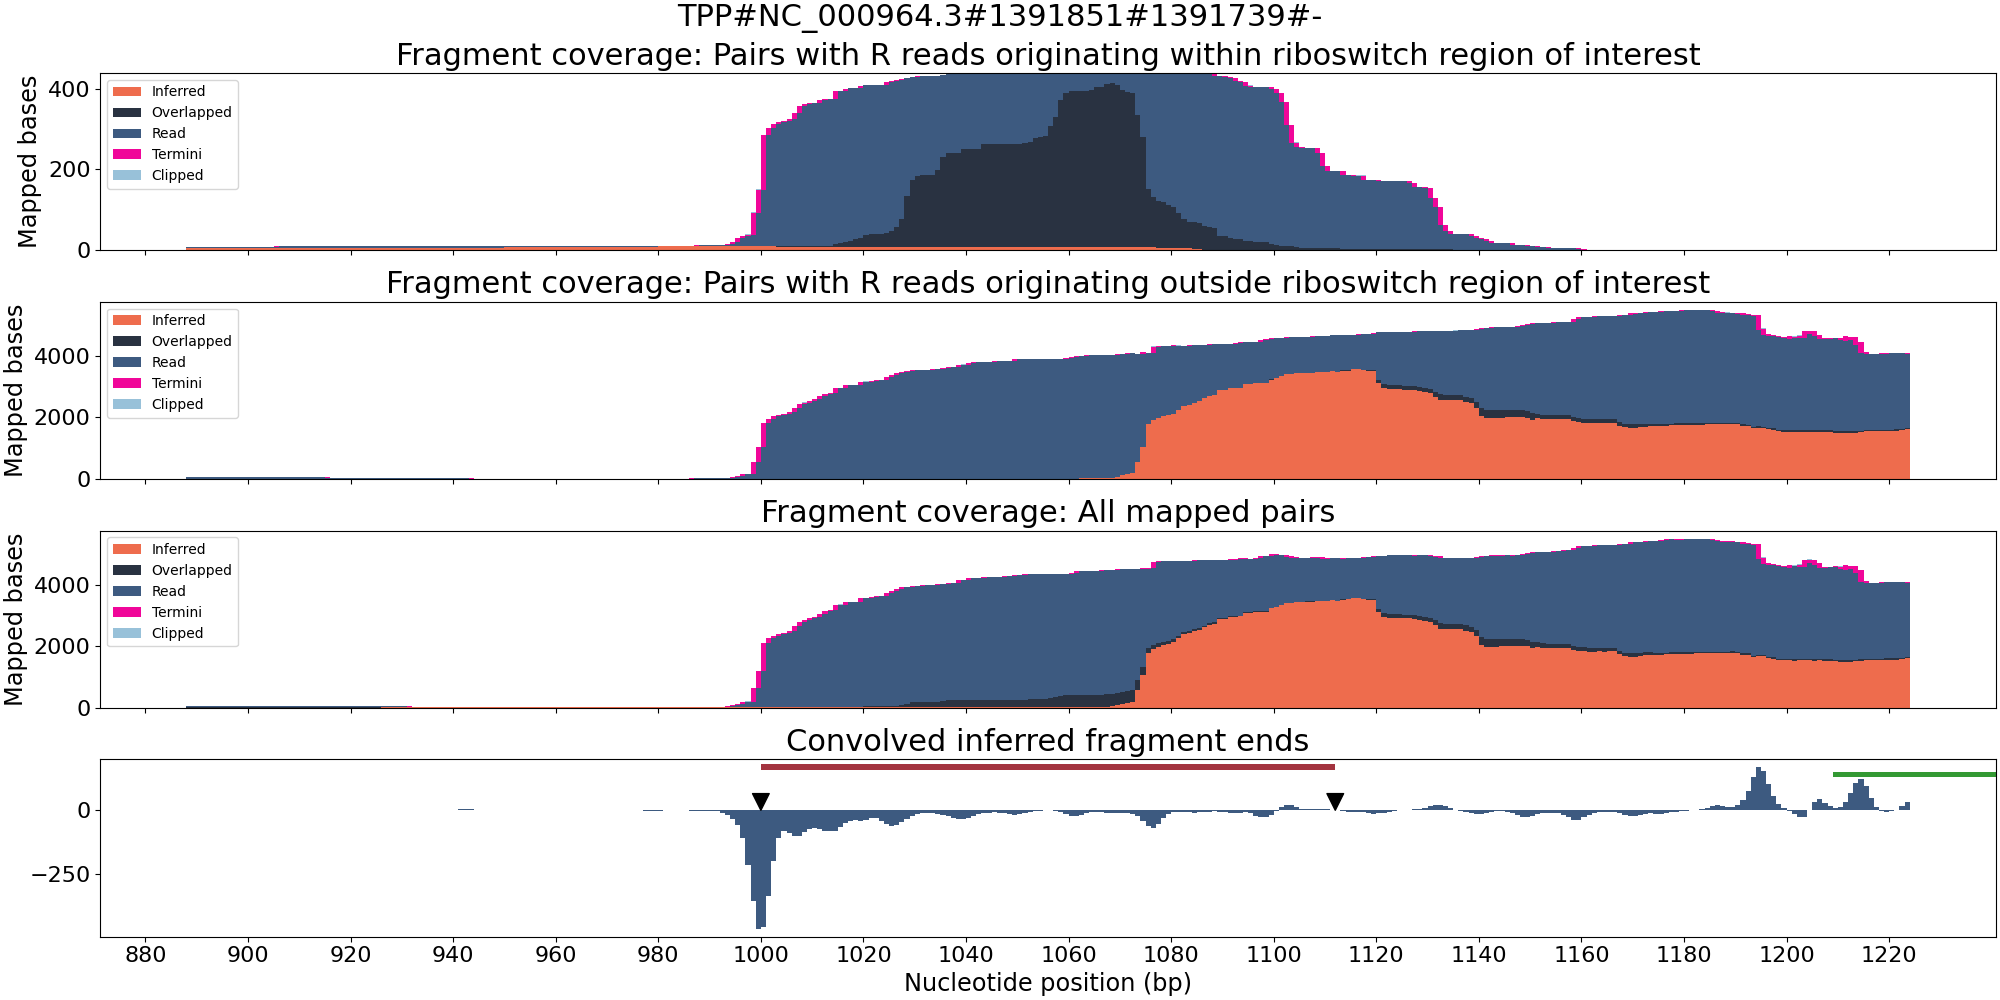 TPP#NC_000964.3#1391851#1391739#-
Fragment coverage: Pairs with R reads originating within riboswitch region of interest
Mapped bases
400
200
0
Inferred
Overlapped
Read
Termini
Clipped
Fragment coverage: Pairs with R reads originating outside riboswitch region of interest
Mapped bases
4000
2000
0
Inferred
Overlapped
Read
Termini
Clipped
Fragment coverage: All mapped pairs
Mapped bases
4000
2000
0
Inferred
Overlapped
Read
Termini
Clipped
Convolved inferred fragment ends
0
−250
880 900 920 940 960 980 1000 1020 1040 1060 1080 1100 1120 1140 1160 1180 1200 1220
Nucleotide position (bp)